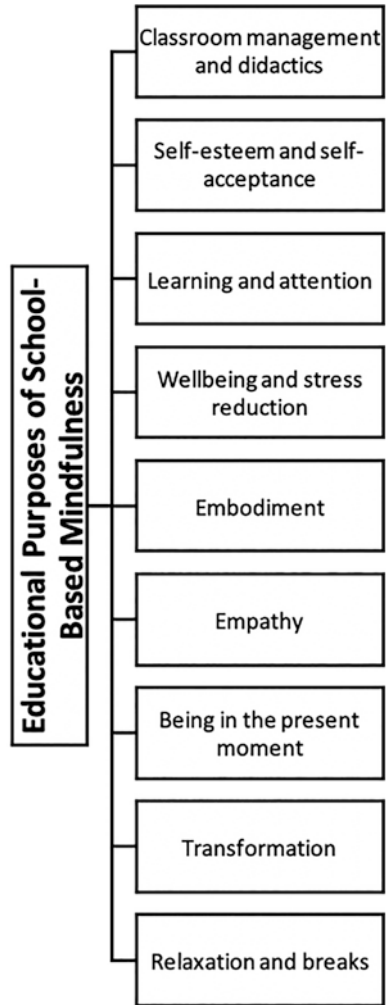 Educational Purposes of School-
Based Mindfulness
Classroom management
and didactics
Self-esteem and self-
acceptance
Learning and attention
Wellbeing and stress
reduction
Embodiment
Empathy
Being in the present
moment
Transformation
Relaxation and breaks